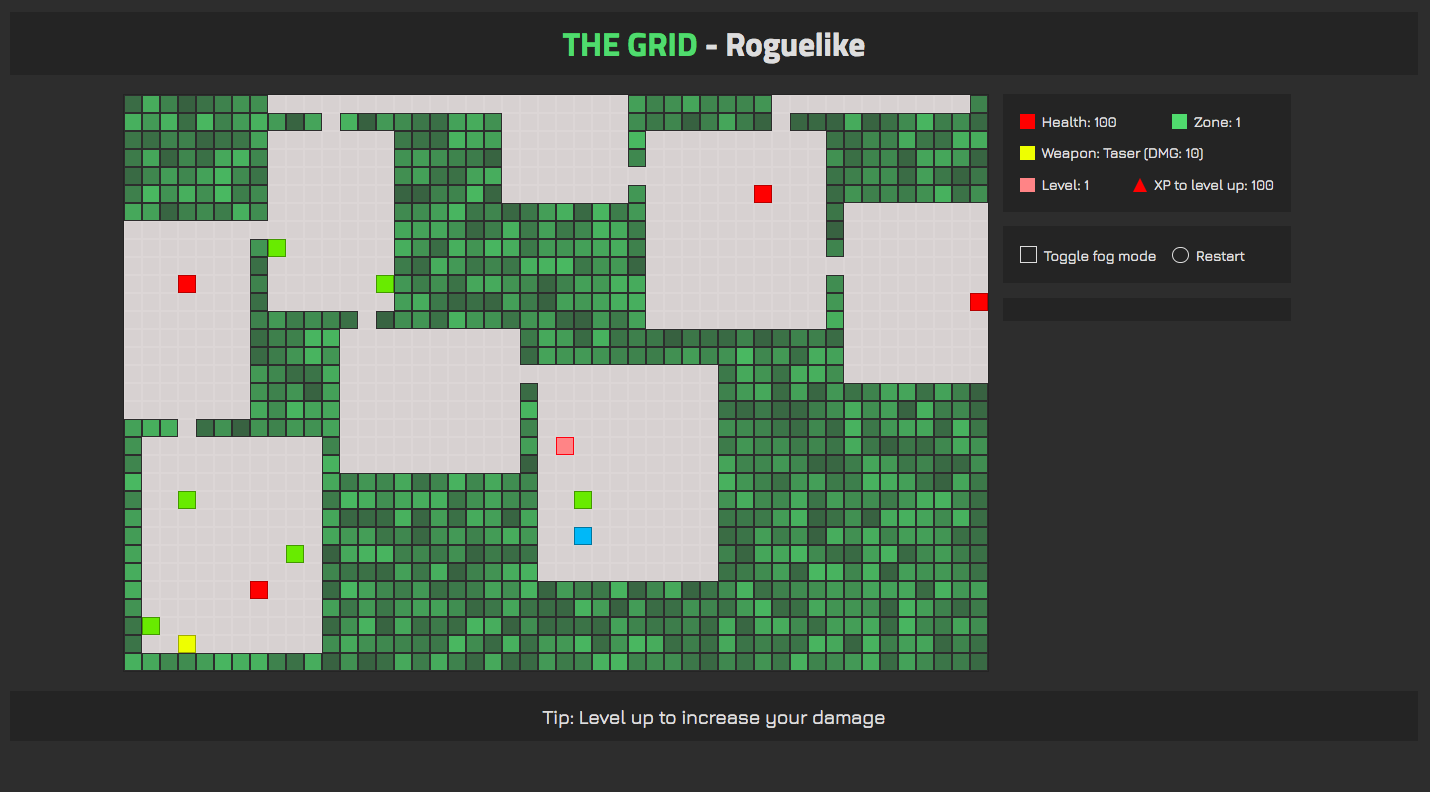 THE GRID - Roguelike
Health: 100 Zone: 1
Weapon: Taser (DMG: 10)
Level: 1 XP to level up: 100
Toggle fog mode Restart
Tip: Level up to increase your damage